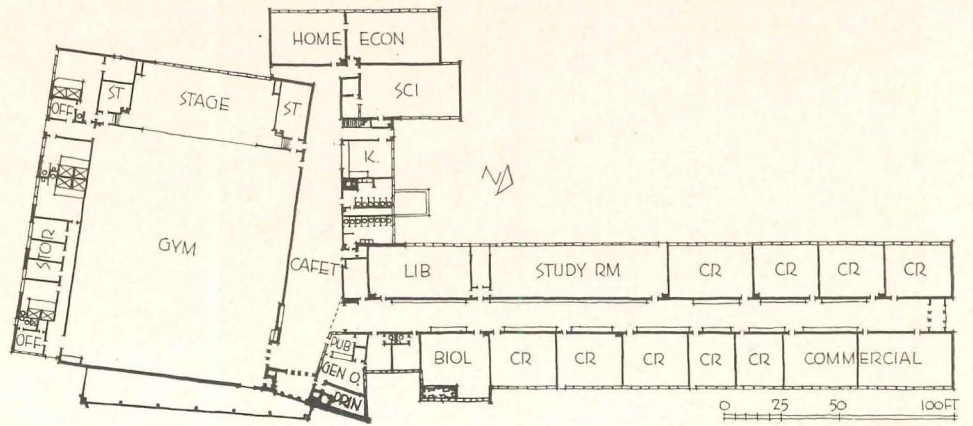 HOME ECON
SCI
ST
STAGE
ST
OFF
K.
N
GYM
STOR
CAFET
LIB
STUDY RM
CR
CR
CR
CR
OFF
PUB
GEN O.
PRIN
BIOL
CR
CR
CR
CR
CR
COMMERCIAL
0 25 50 100FT